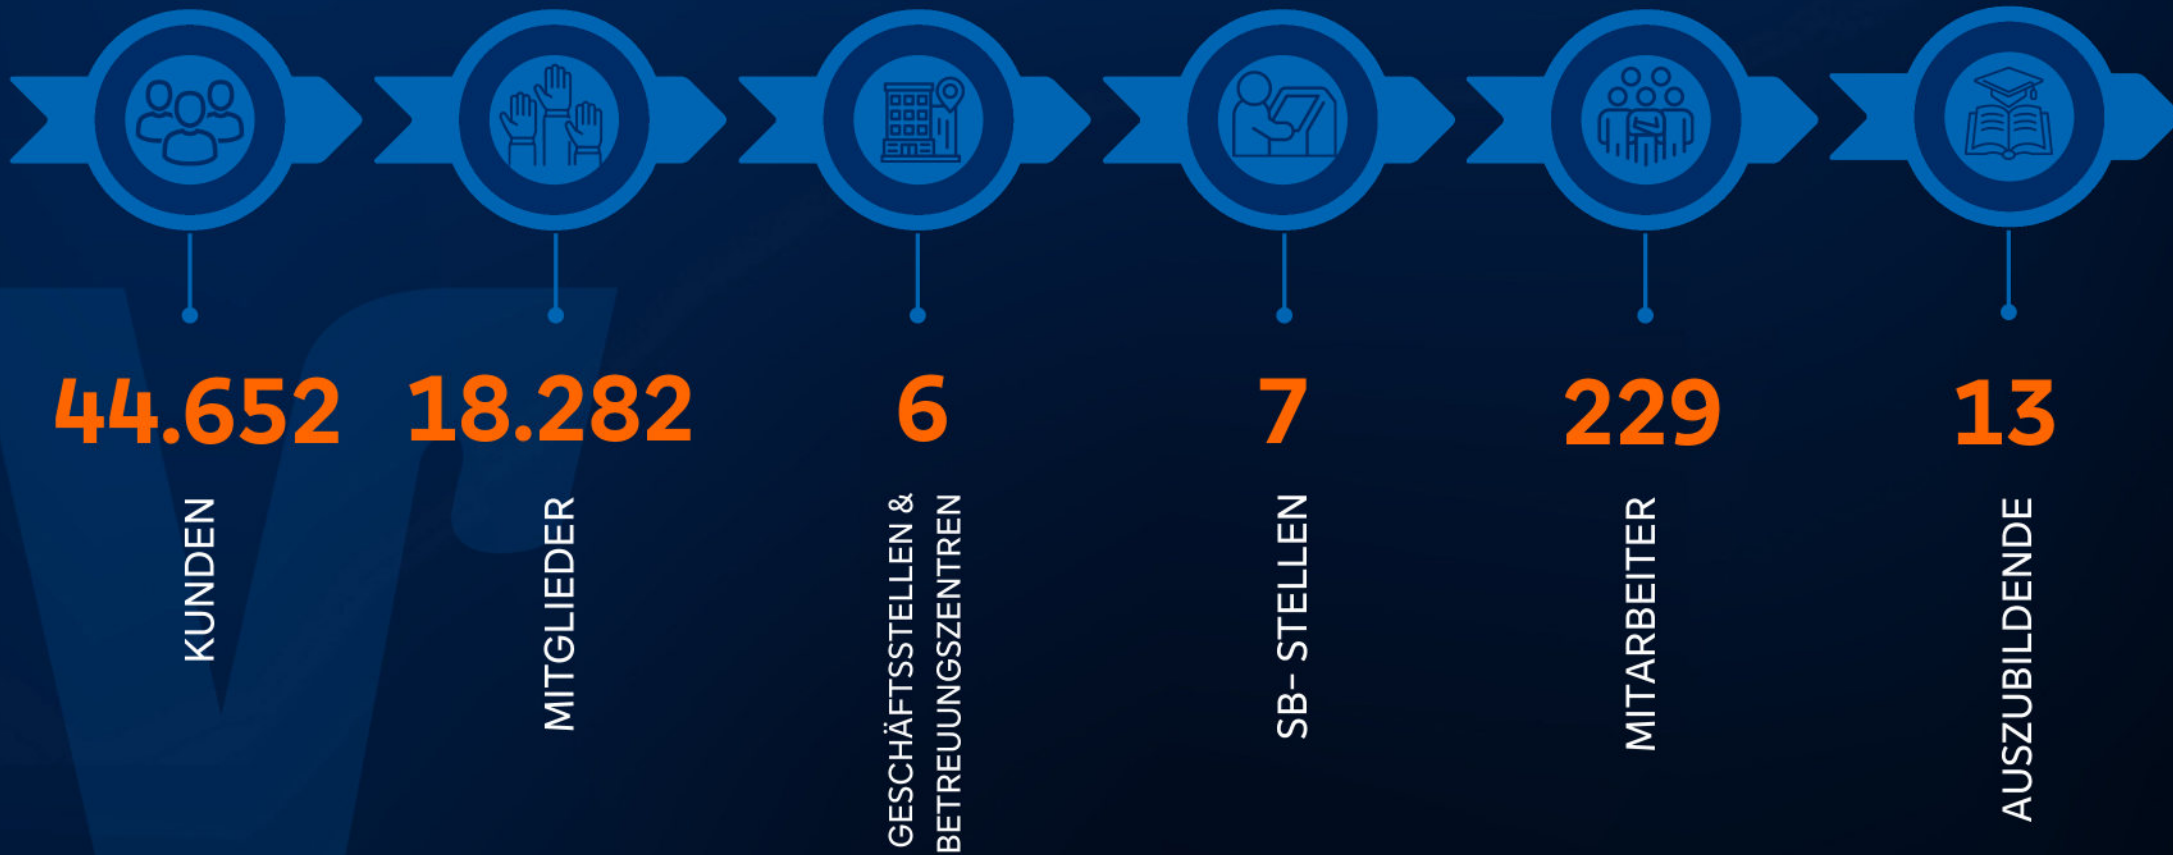 44.652
KUNDEN
18.282
MITGLIEDER
6
GESCHÄFTSSTELLEN &
BETREUUNGSZENTREN
7
SB- STELLEN
229
MITARBEITER
13
AUSZUBILDENDE